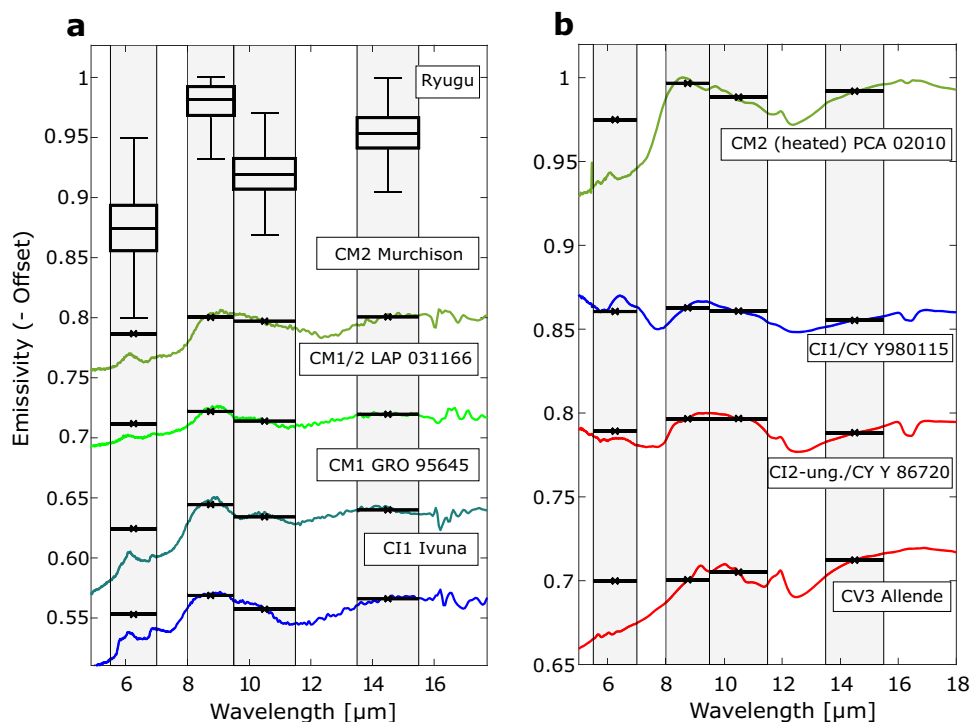 a
b
Ryugu
CM2 Murchison
CM1/2 LAP 031166
CM1 GRO 95645
CI1 Ivuna
1
0.95
0.9
0.85
0.8
0.75
0.7
0.65
0.6
0.55
Emissivity (- Offset)
6 8 10 12 14 16
Wavelength [µm]
CM2 (heated) PCA 02010
CI1/CY Y980115
CI2-ung./CY Y 86720
CV3 Allende
1
0.95
0.9
0.85
0.8
0.75
0.7
0.65
5 6 8 10 12 14 16 18
Wavelength [µm]